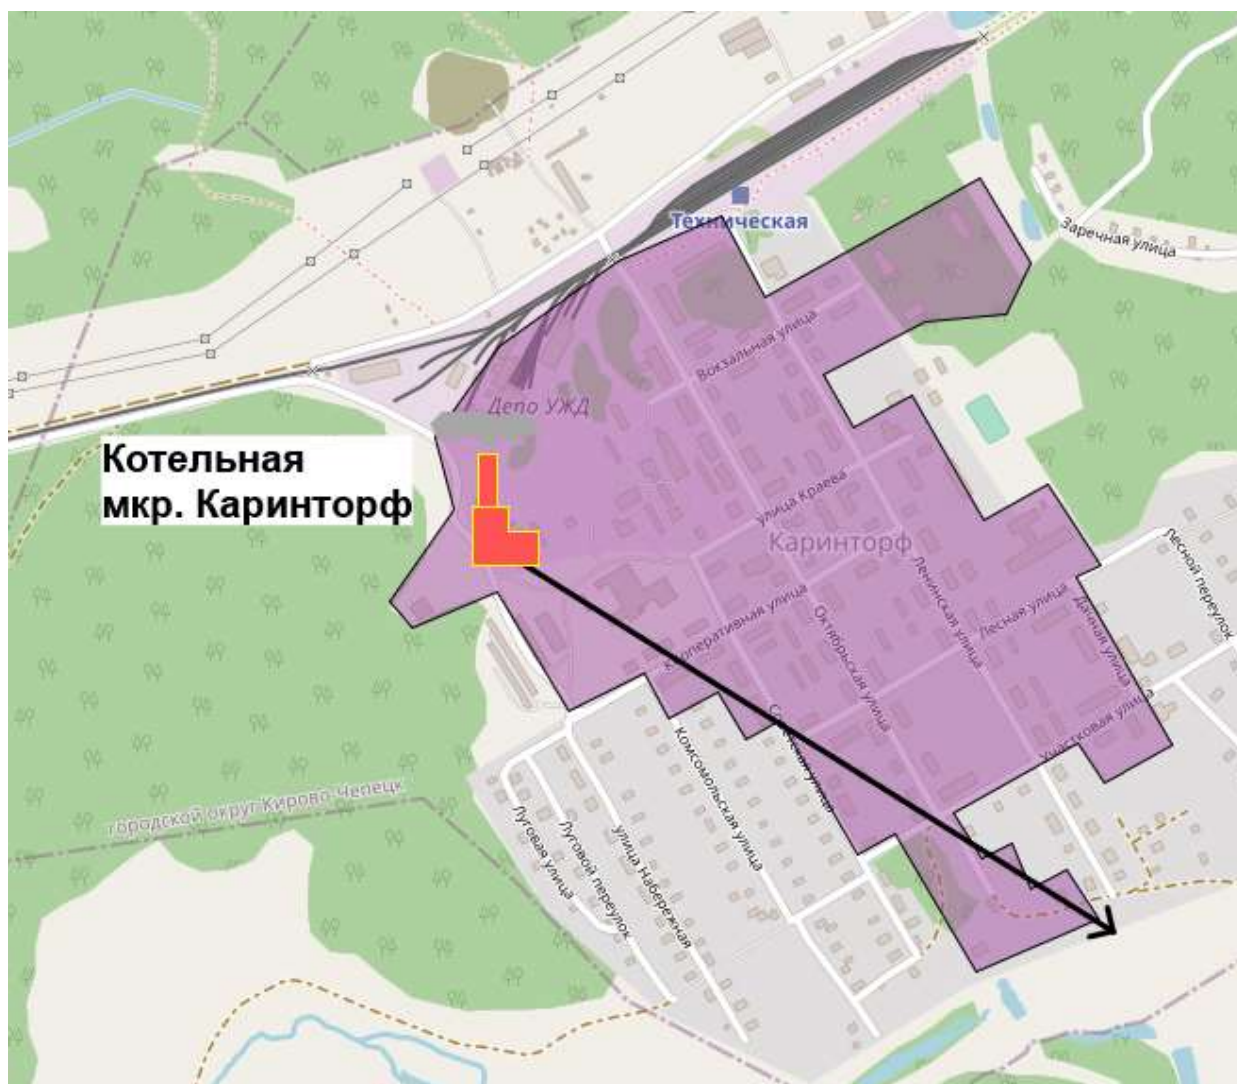 Техническая
Заречная улица
Вокзальная улица
Депо УЖД
Котельная
мкр. Каринторф
улица Краева
Каринторф
Лесной переулок
Ленинская улица
Лесная улица
Дачная улица
Кооперативная улица
Октябрьская улица
Участковая улица
Комсомольская улица
городской округ Кирово-Чепецк
Луговая улица
Луговой переулок
улица Набережная